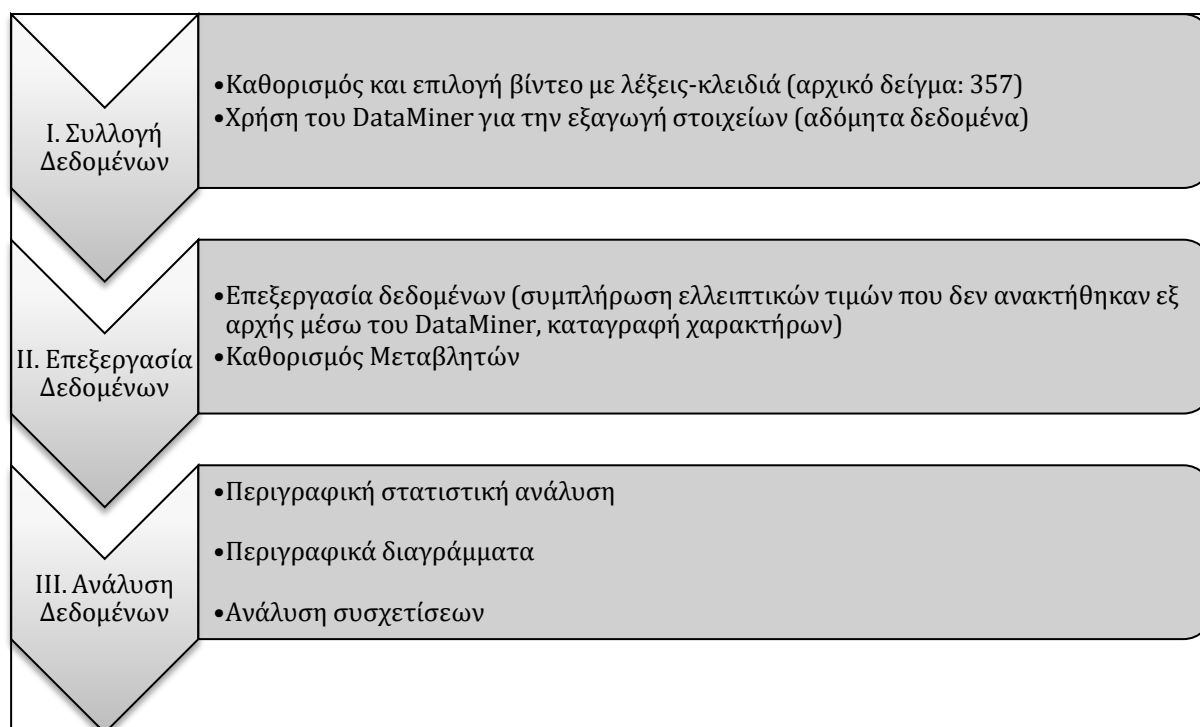 I. Συλλογή
Δεδομένων
•Καθορισμός και επιλογή βίντεο με λέξεις-κλειδιά (αρχικό δείγμα: 357)
•Χρήση του DataMiner για την εξαγωγή στοιχείων (αδόμητα δεδομένα)
II. Επεξεργασία
Δεδομένων
•Επεξεργασία δεδομένων (συμπλήρωση ελλειπτικών τιμών που δεν ανακτήθηκαν εξ
αρχής μέσω του DataMiner, καταγραφή χαρακτήρων)
•Καθορισμός Μεταβλητών
III. Ανάλυση
Δεδομένων
•Περιγραφική στατιστική ανάλυση
•Περιγραφικά διαγράμματα
•Ανάλυση συσχετίσεων